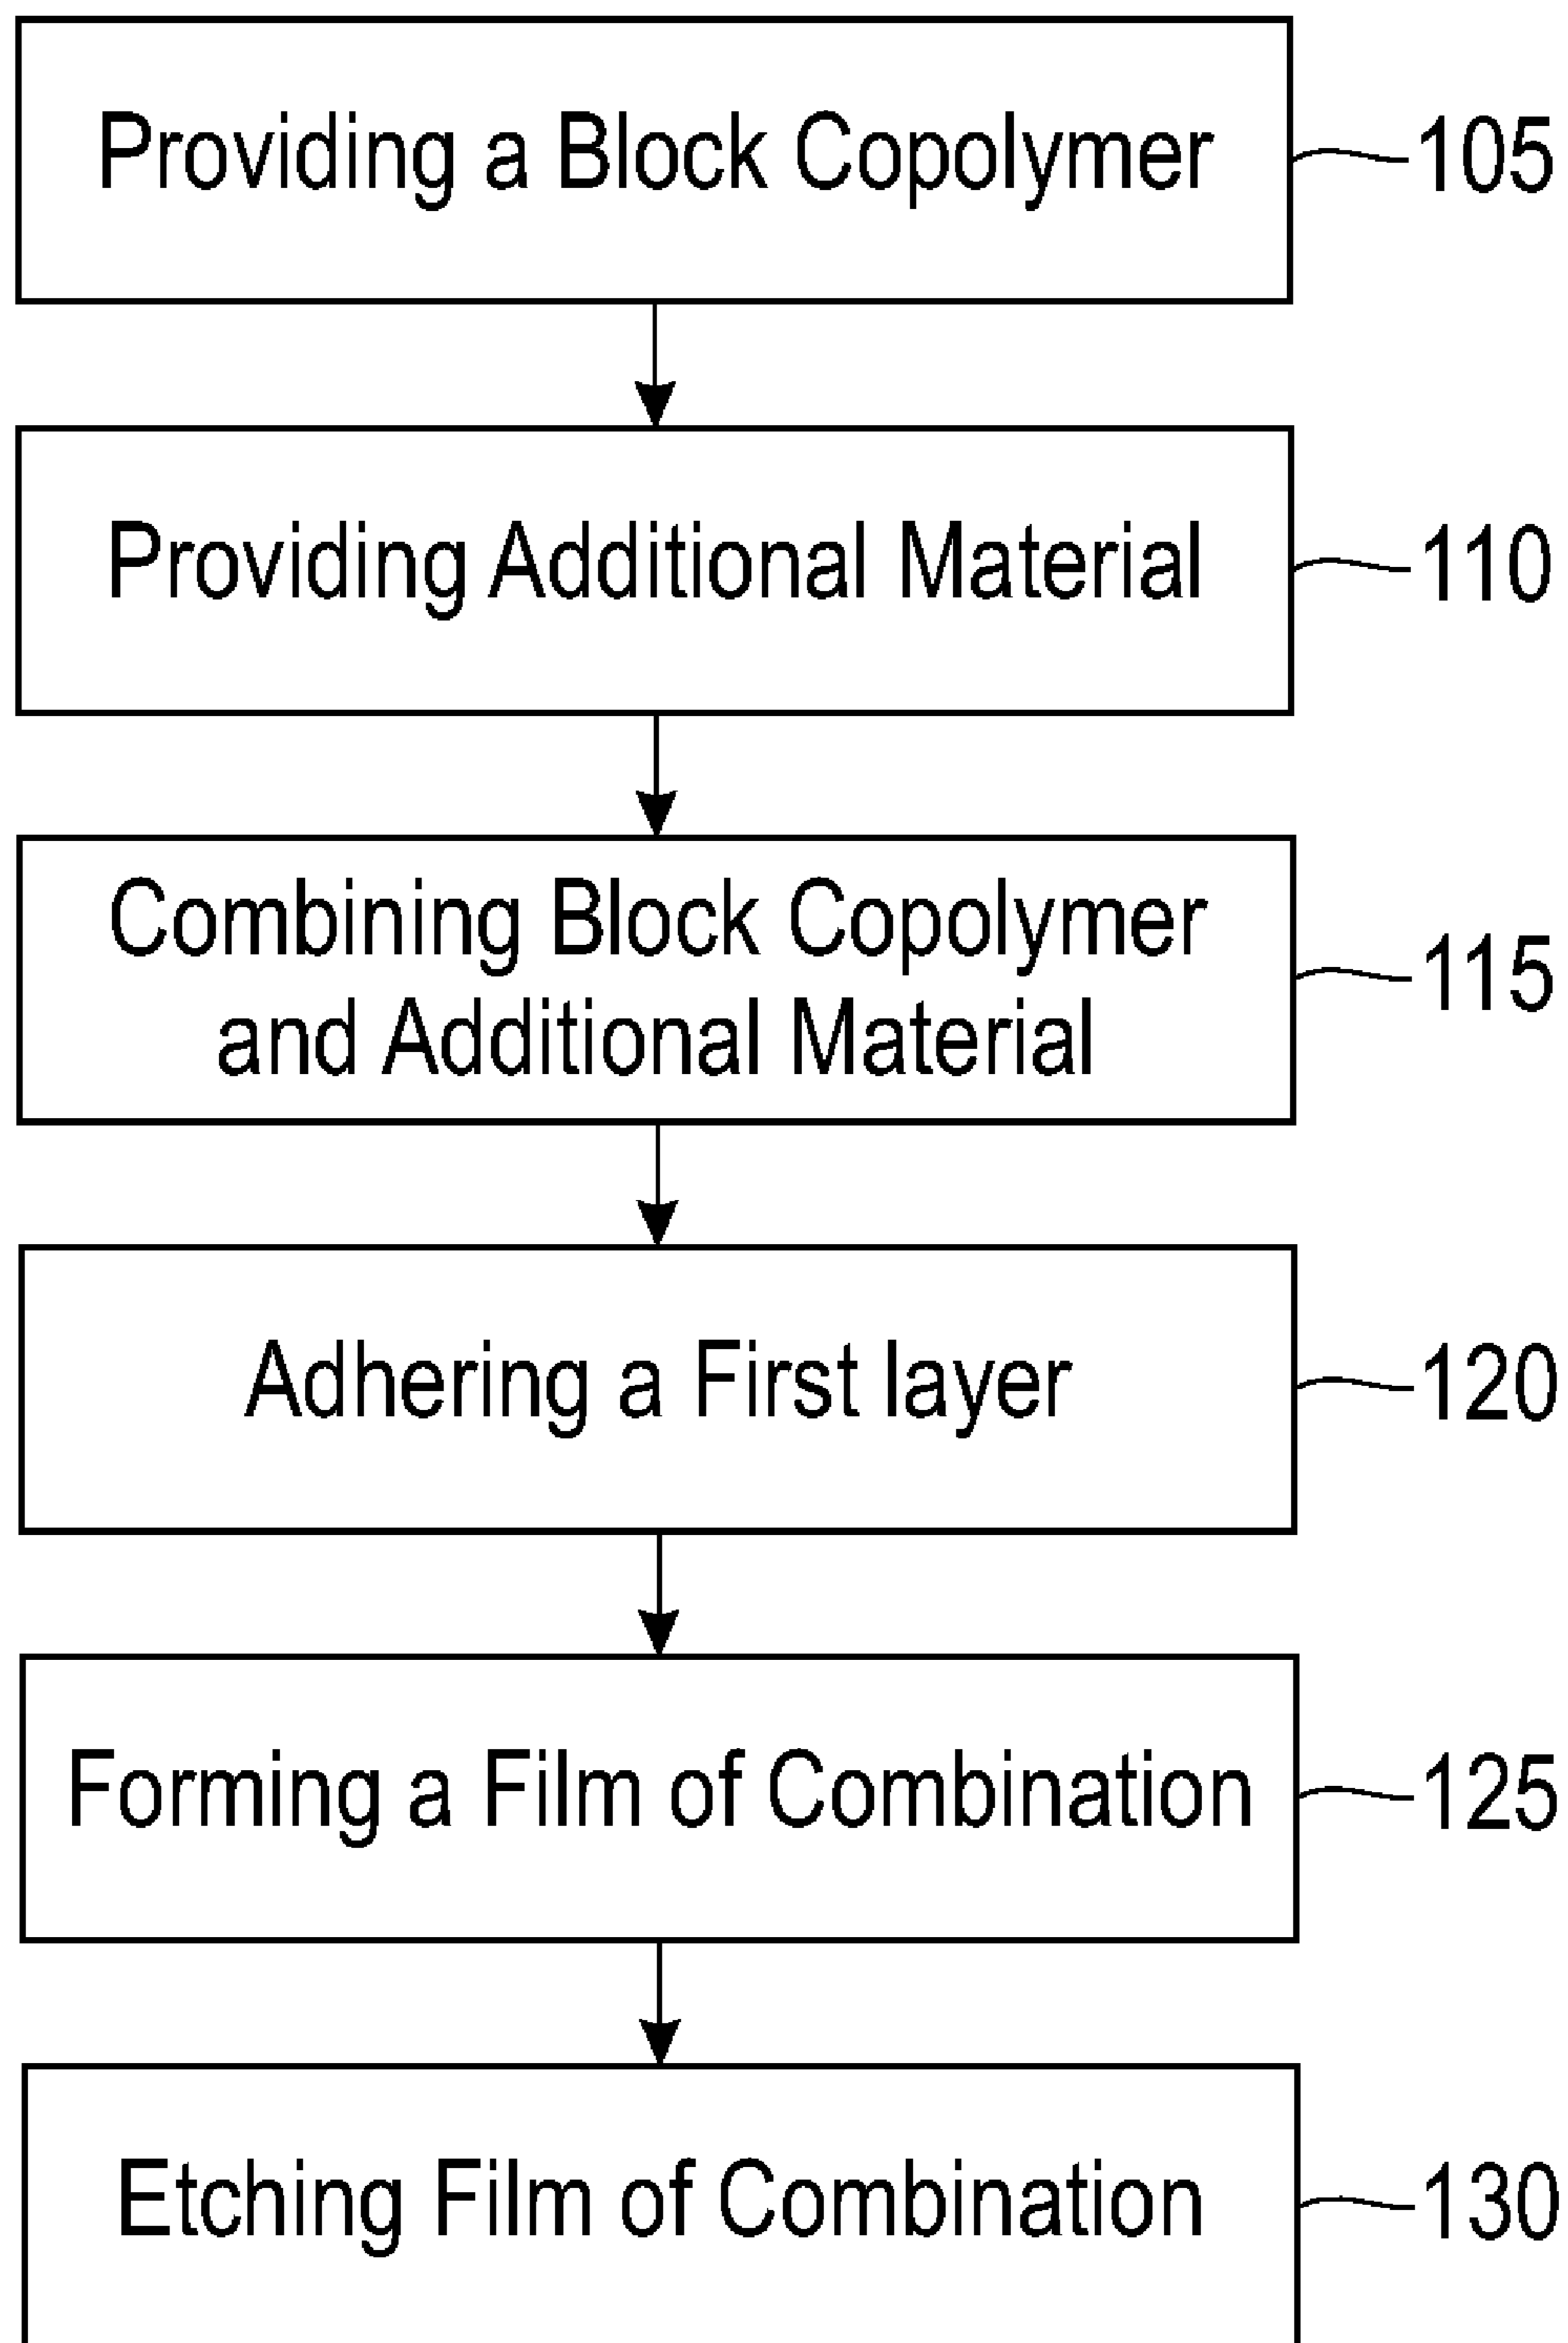 Providing a Block Copolymer
105
Providing Additional Material
110
Combining Block Copolymer
and Additional Material
115
Adhering a First layer
120
Forming a Film of Combination
125
Etching Film of Combination
130